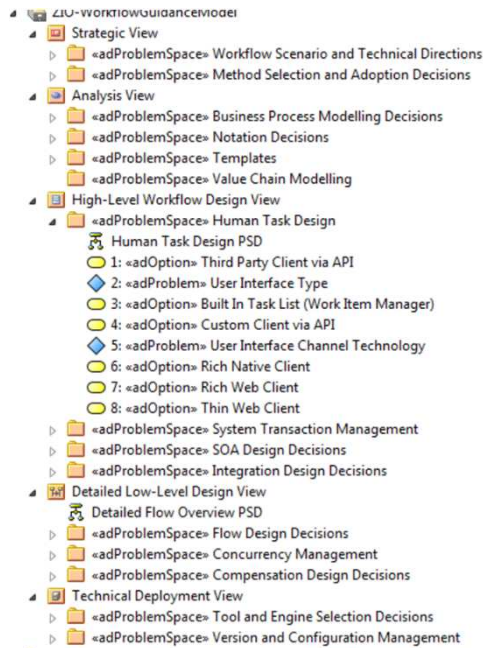 ZIO-WorkflowGuidanceModel
Strategic View
«adProblemSpace» Workflow Scenario and Technical Directions
«adProblemSpace» Method Selection and Adoption Decisions
Analysis View
«adProblemSpace» Business Process Modelling Decisions
«adProblemSpace» Notation Decisions
«adProblemSpace» Templates
«adProblemSpace» Value Chain Modelling
High-Level Workflow Design View
«adProblemSpace» Human Task Design
Human Task Design PSD
1: «adOption» Third Party Client via API
2: «adProblem» User Interface Type
3: «adOption» Built In Task List (Work Item Manager)
4: «adOption» Custom Client via API
5: «adProblem» User Interface Channel Technology
6: «adOption» Rich Native Client
7: «adOption» Rich Web Client
8: «adOption» Thin Web Client
«adProblemSpace» System Transaction Management
«adProblemSpace» SOA Design Decisions
«adProblemSpace» Integration Design Decisions
Detailed Low-Level Design View
Detailed Flow Overview PSD
«adProblemSpace» Flow Design Decisions
«adProblemSpace» Concurrency Management
«adProblemSpace» Compensation Design Decisions
Technical Deployment View
«adProblemSpace» Tool and Engine Selection Decisions
«adProblemSpace» Version and Configuration Management